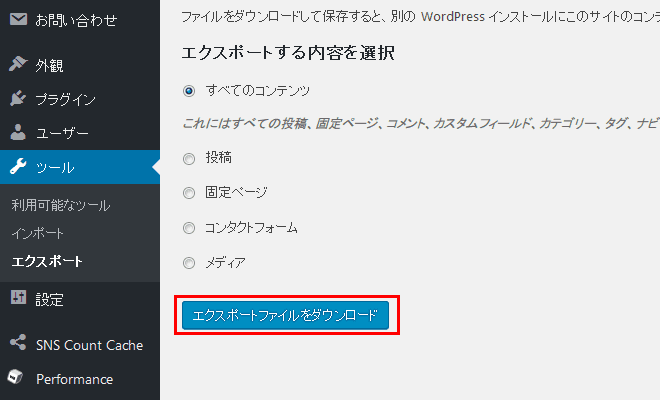 お問い合わせ
外観
プラグイン
ユーザー
ツール
利用可能なツール
インポート
エクスポート
設定
SNS Count Cache
Performance
ファイルをダウンロードして保存すると、別の WordPress インストールにこのサイトのコンテ
エクスポートする内容を選択
すべてのコンテンツ
これにはすべての投稿、固定ページ、コメント、カスタムフィールド、カテゴリー、タグ、ナビ
投稿
固定ページ
コンタクトフォーム
メディア
エクスポートファイルをダウンロード